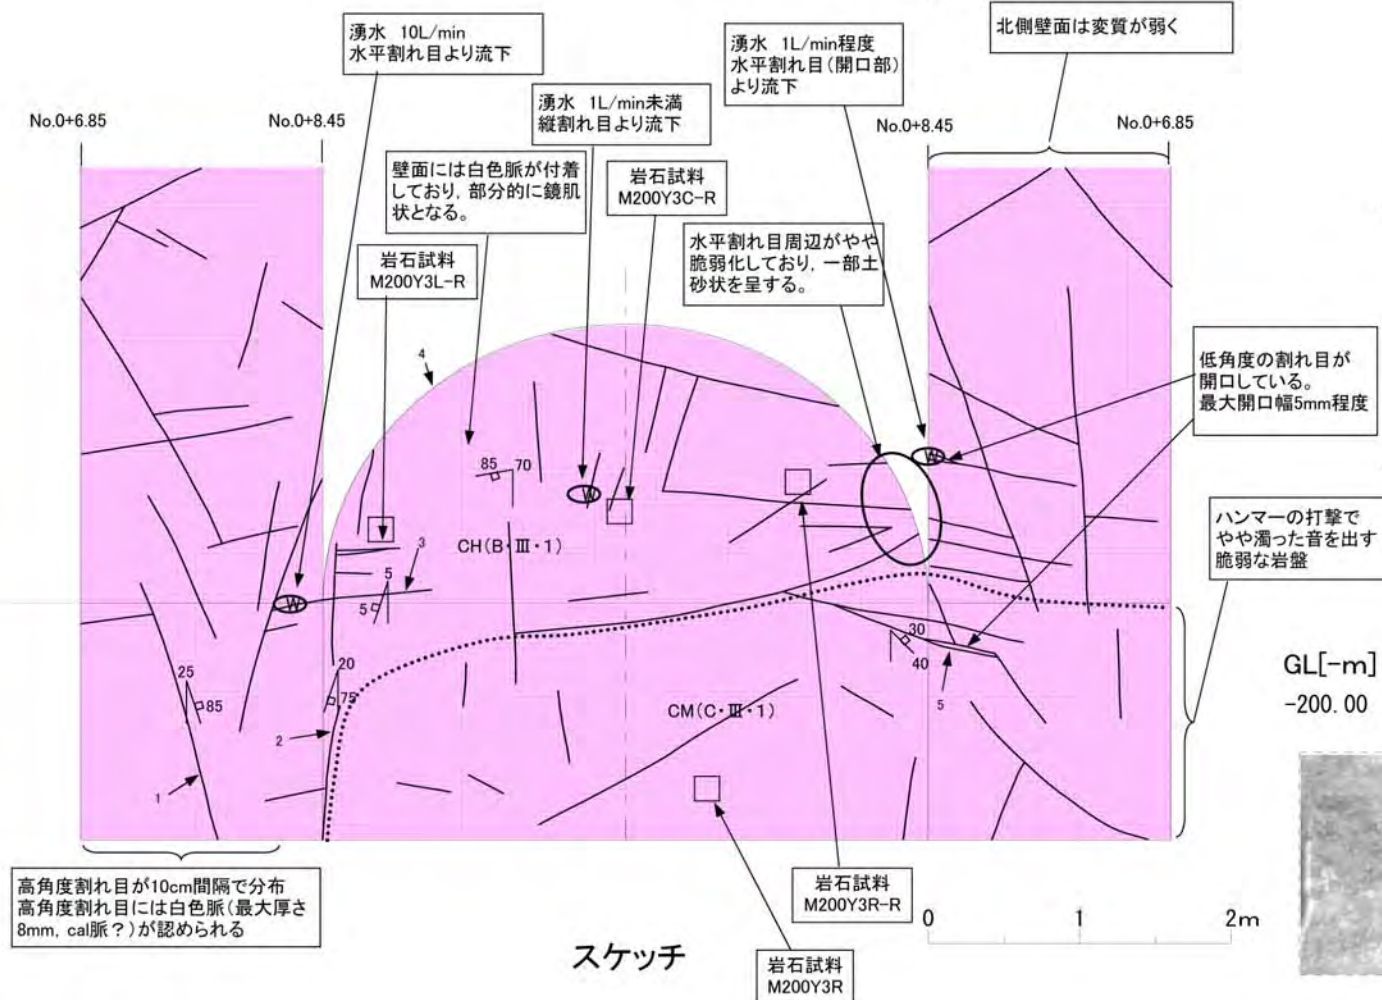 湧水 10L/min
水平割れ目より流下
湧水 1L/min未満
縦割れ目より流下
湧水 1L/min程度
水平割れ目(開口部)
より流下
北側壁面は変質が弱く
No.0+6.85
No.0+8.45
No.0+8.45
No.0+6.85
壁面には白色脈が付着
しており, 部分的に鏡肌
状となる。
岩石試料
M200Y3C-R
岩石試料
M200Y3L-R
水平割れ目周辺がやや
脆弱化しており, 一部土
砂状を呈する。
低角度の割れ目が
開口している。
最大開口幅5mm程度
4
85
70
W
W
CH(B・Ⅲ・1)
3
5
5
W
ハンマーの打撃で
やや濁った音を出す
脆弱な岩盤
30
40
5
25
85
20
75
2
1
CM(C・Ⅲ・1)
GL[-m]
-200.00
高角度割れ目が10cm間隔で分布
高角度割れ目には白色脈(最大厚さ
8mm, cal脈?)が認められる
岩石試料
M200Y3R-R
岩石試料
M200Y3R
0
1
2m
スケッチ